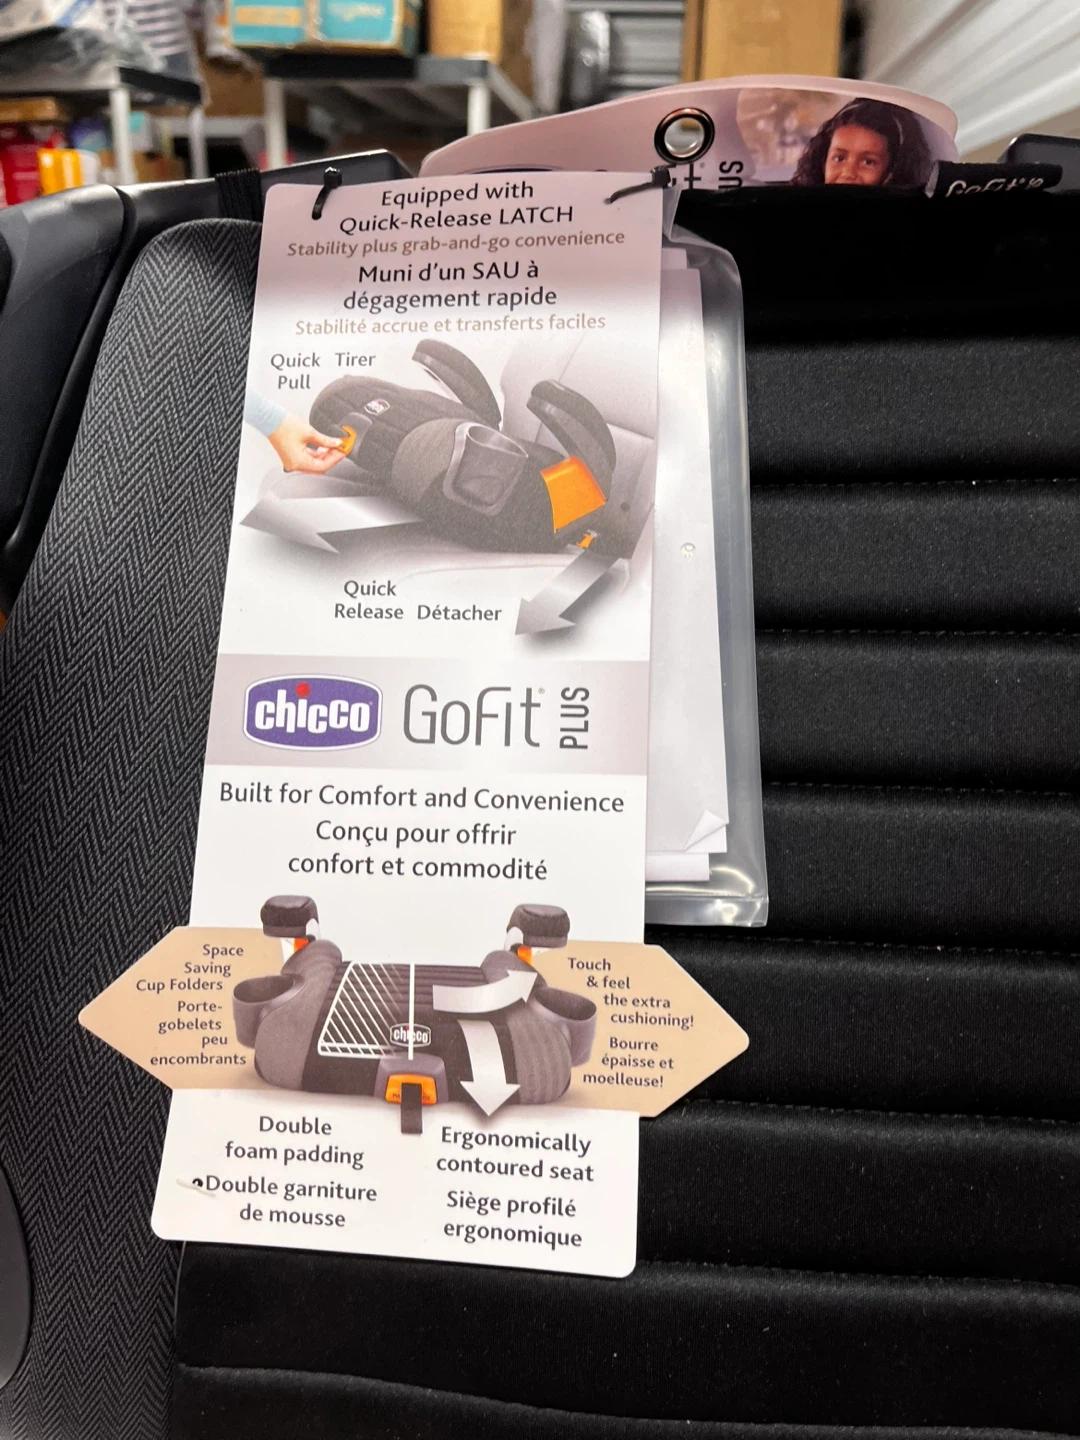 PLUS
Equipped with
Quick-Release LATCH
Stability plus grab-and-go convenience
Muni d'un SAU à
dégagement rapide
Stabilité accrue et transferts faciles
Quick Tirer
Pull
chicco
Quick
Release Détacher
chicco GoFit® PLUS
Built for Comfort and Convenience
Conçu pour offrir
confort et commodité
Space
Saving
Cup Folders
Porte-
gobelets
peu
encombrants
chicco
Touch
& feel
the extra
cushioning!
Bourre
épaisse et
moelleuse!
Double
foam padding
Double garniture
de mousse
Ergonomically
contoured seat
Siège profilé
ergonomique